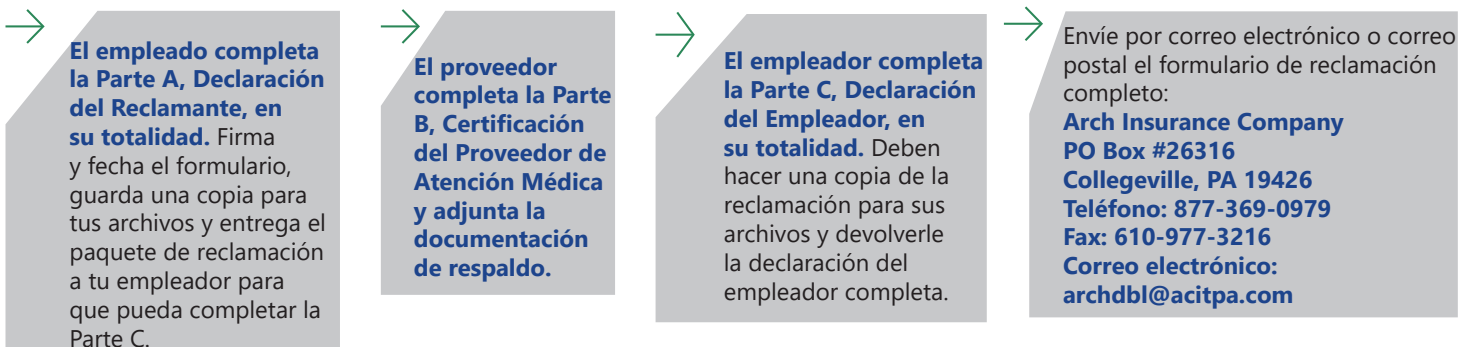 El empleado completa
la Parte A, Declaración
del Reclamante, en
su totalidad. Firma
y fecha el formulario,
guarda una copia para
tus archivos y entrega el
paquete de reclamación
a tu empleador para
que pueda completar la
Parte C.
El proveedor
completa la Parte
B, Certificación
del Proveedor de
Atención Médica
y adjunta la
documentación
de respaldo.
El empleador completa
la Parte C, Declaración
del Empleador, en
su totalidad. Deben
hacer una copia de la
reclamación para sus
archivos y devolverle
la declaración del
empleador completa.
Envíe por correo electrónico o correo
postal el formulario de reclamación
completo:
Arch Insurance Company
PO Box #26316
Collegeville, PA 19426
Teléfono: 877-369-0979
Fax: 610-977-3216
Correo electrónico:
archdbl@acitpa.com